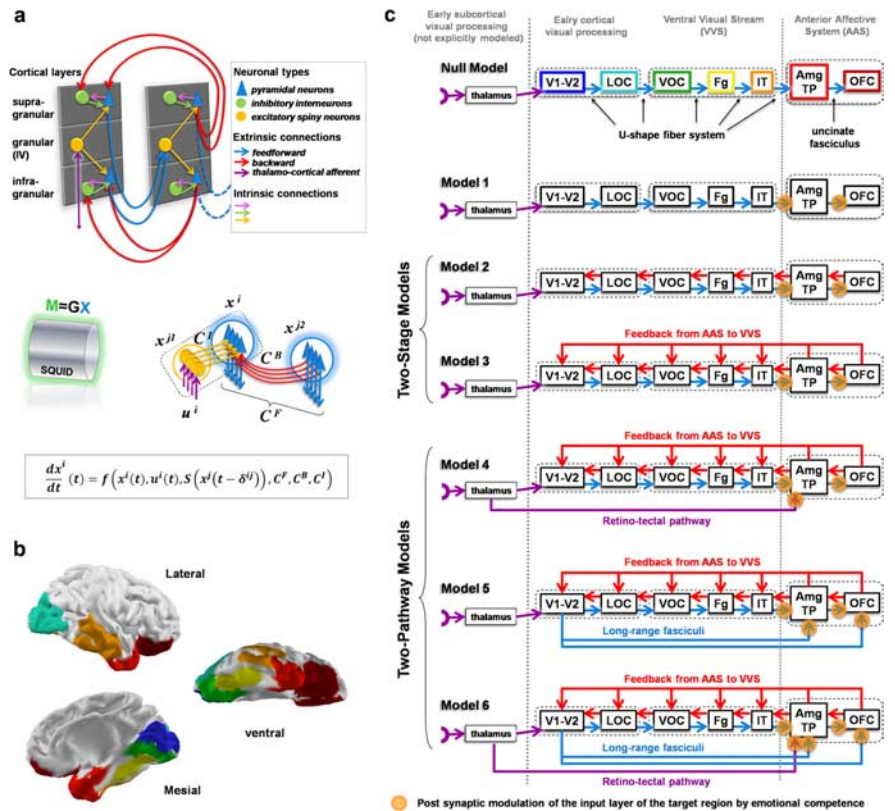 a
Cortical layers
supra-
granular
granular (IV)
infra-
granular
Neuronal types
pyramidal neurons
inhibitory interneurons
excitatory spiny neurons
Extrinsic connections
feedforward
backward
thalamo-cortical afferent
Intrinsic connections
M=GX
SQUID
x^i
x^{j1}
C^I
x^{j2}
C^B
u^i
C^F
dx^i/dt (t) = f(x^i(t), u^i(t), S(x^j(t − δ^{ij})), C^F, C^B, C^I)
b
Lateral
ventral
Mesial
c
Early subcortical
visual processing
(not explicitly modeled)
Ealry cortical
visual processing
Ventral Visual Stream
(VVS)
Anterior Affective
System (AAS)
Null Model
thalamus
V1-V2
LOC
VOC
Fg
IT
Amg
TP
OFC
U-shape fiber system
uncinate
fasciculus
Model 1
thalamus
V1-V2
LOC
VOC
Fg
IT
Amg
TP
OFC
Two-Stage Models
Model 2
thalamus
V1-V2
LOC
VOC
Fg
IT
Amg
TP
OFC
Feedback from AAS to VVS
Model 3
thalamus
V1-V2
LOC
VOC
Fg
IT
Amg
TP
OFC
Two-Pathway Models
Feedback from AAS to VVS
Model 4
thalamus
V1-V2
LOC
VOC
Fg
IT
Amg
TP
OFC
Retino-tectal pathway
Feedback from AAS to VVS
Model 5
thalamus
V1-V2
LOC
VOC
Fg
IT
Amg
TP
OFC
Long-range fasciculi
Feedback from AAS to VVS
Model 6
thalamus
V1-V2
LOC
VOC
Fg
IT
Amg
TP
OFC
Long-range fasciculi
Retino-tectal pathway
Post synaptic modulation of the input layer of the target region by emotional competence